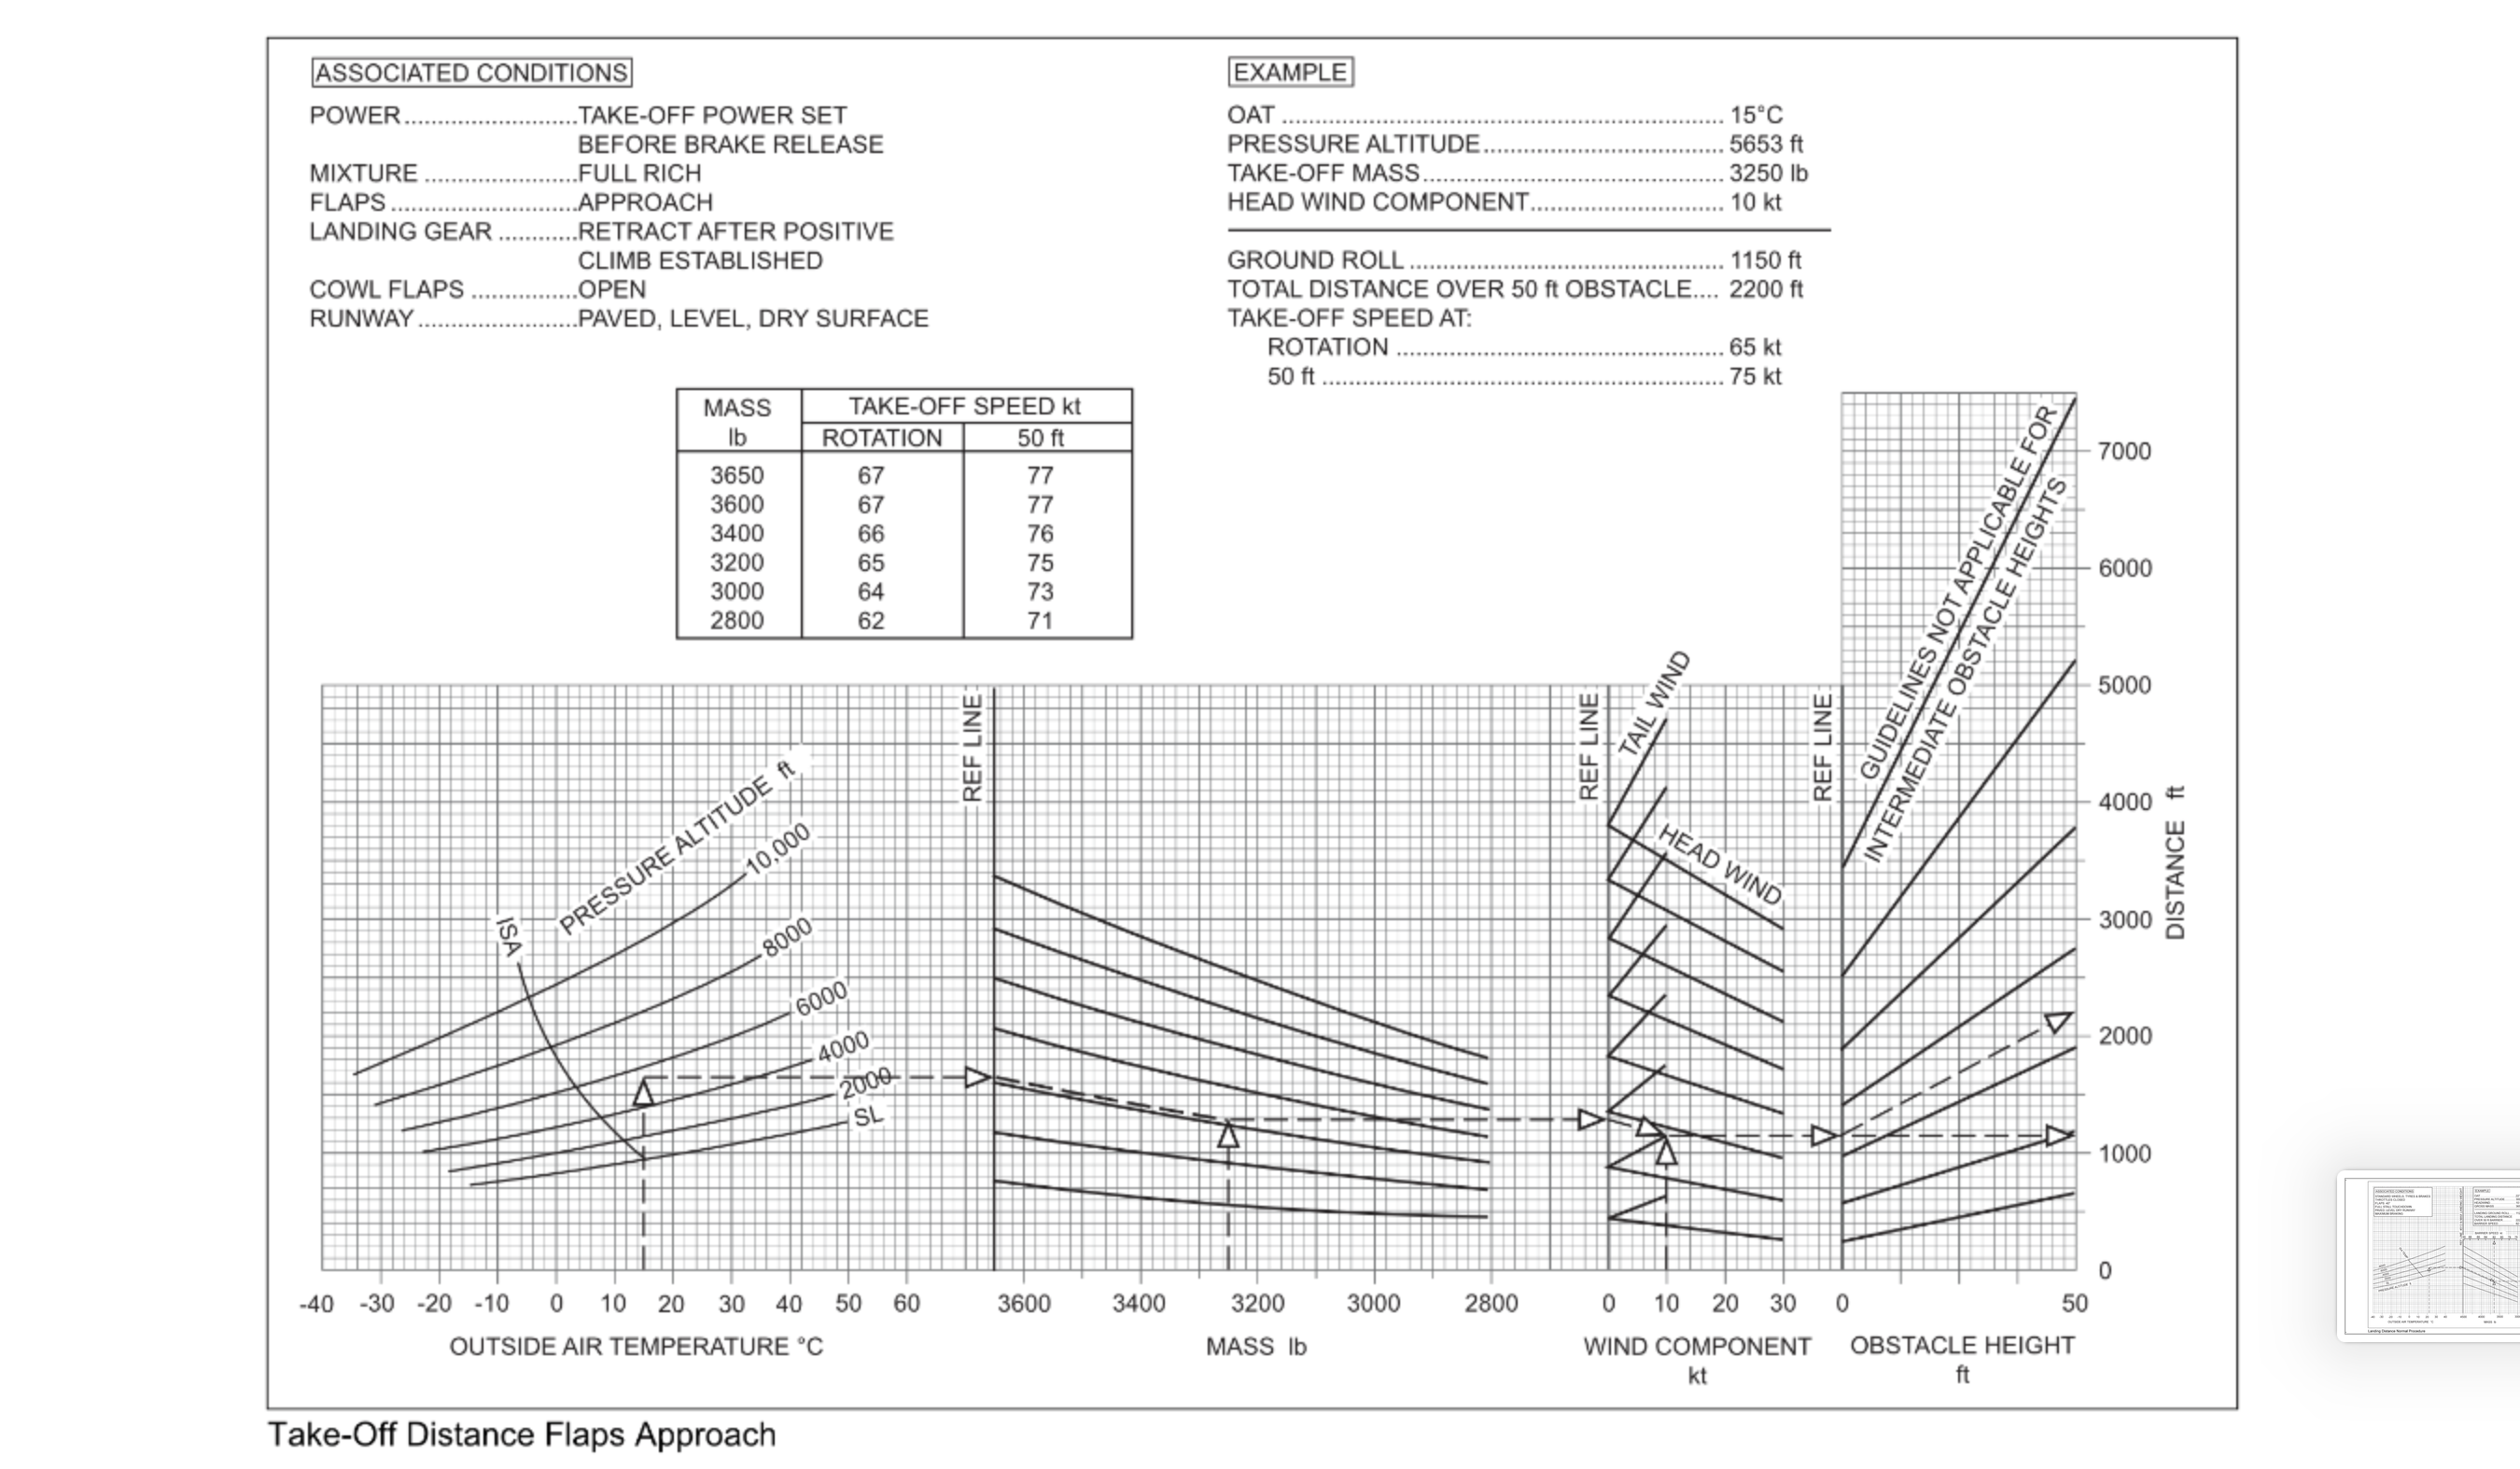 ASSOCIATED CONDITIONS
POWER..........................TAKE-OFF POWER SET
BEFORE BRAKE RELEASE
MIXTURE .......................FULL RICH
FLAPS ............................APPROACH
LANDING GEAR ............RETRACT AFTER POSITIVE
CLIMB ESTABLISHED
COWL FLAPS ................OPEN
RUNWAY........................PAVED, LEVEL, DRY SURFACE
EXAMPLE
OAT .................................................................. 15°C
PRESSURE ALTITUDE.................................... 5653 ft
TAKE-OFF MASS............................................. 3250 lb
HEAD WIND COMPONENT............................. 10 kt
GROUND ROLL ............................................... 1150 ft
TOTAL DISTANCE OVER 50 ft OBSTACLE.... 2200 ft
TAKE-OFF SPEED AT:
ROTATION ................................................. 65 kt
50 ft ............................................................ 75 kt
MASS lb TAKE-OFF SPEED kt
ROTATION 50 ft
3650 67 77
3600 67 77
3400 66 76
3200 65 75
3000 64 73
2800 62 71
ISA
PRESSURE ALTITUDE ft
10,000
8000
6000
4000
2000
SL
REF LINE
REF LINE
TAIL WIND
HEAD WIND
REF LINE
GUIDELINES NOT APPLICABLE FOR
INTERMEDIATE OBSTACLE HEIGHTS
7000
6000
5000
4000
3000
2000
1000
0
DISTANCE ft
-40 -30 -20 -10 0 10 20 30 40 50 60
3600 3400 3200 3000 2800
0 10 20 30
0 50
OUTSIDE AIR TEMPERATURE °C
MASS lb
WIND COMPONENT
kt
OBSTACLE HEIGHT
ft
Take-Off Distance Flaps Approach